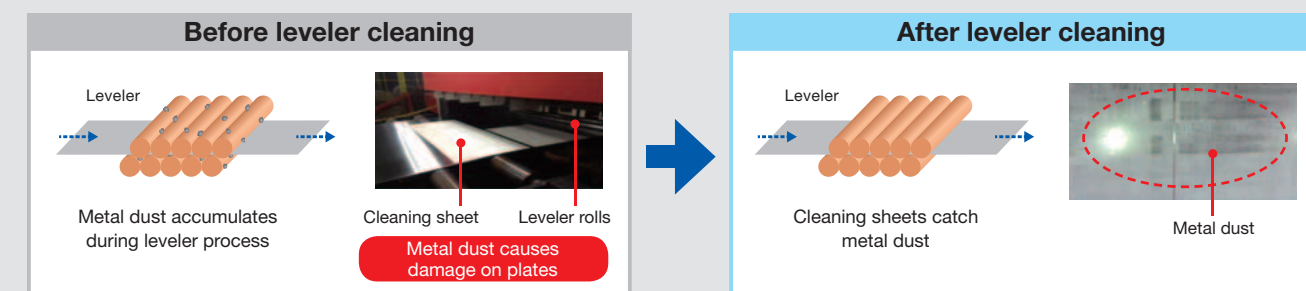 Before leveler cleaning
Leveler
Metal dust accumulates
during leveler process
Cleaning sheet
Leveler rolls
Metal dust causes
damage on plates
After leveler cleaning
Leveler
Cleaning sheets catch
metal dust
Metal dust